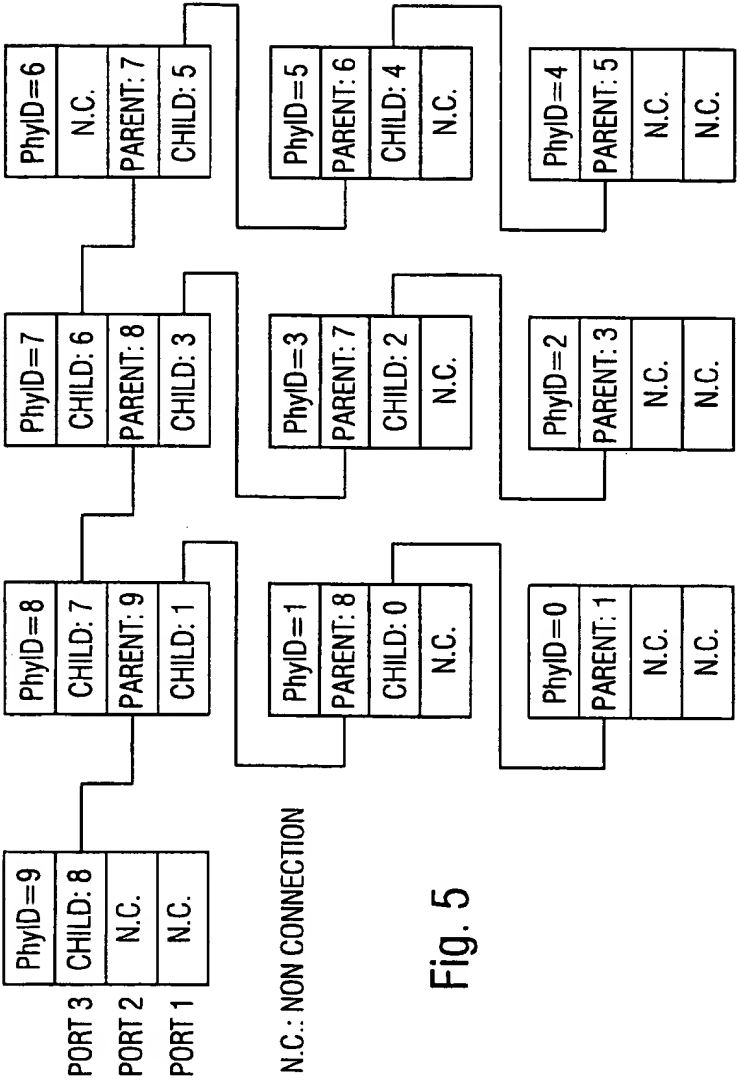 PhyID=9
PORT 3 CHILD: 8
PORT 2 N.C.
PORT 1 N.C.
PhyID=8
CHILD: 7
PARENT: 9
CHILD: 1
PhyID=7
CHILD: 6
PARENT: 8
CHILD: 3
PhyID=6
N.C.
PARENT: 7
CHILD: 5
PhyID=1
PARENT: 8
CHILD: 0
N.C.
PhyID=3
PARENT: 7
CHILD: 2
N.C.
PhyID=5
PARENT: 6
CHILD: 4
N.C.
PhyID=0
PARENT: 1
N.C.
N.C.
PhyID=2
PARENT: 3
N.C.
N.C.
PhyID=4
PARENT: 5
N.C.
N.C.
N.C.: NON CONNECTION
Fig. 5